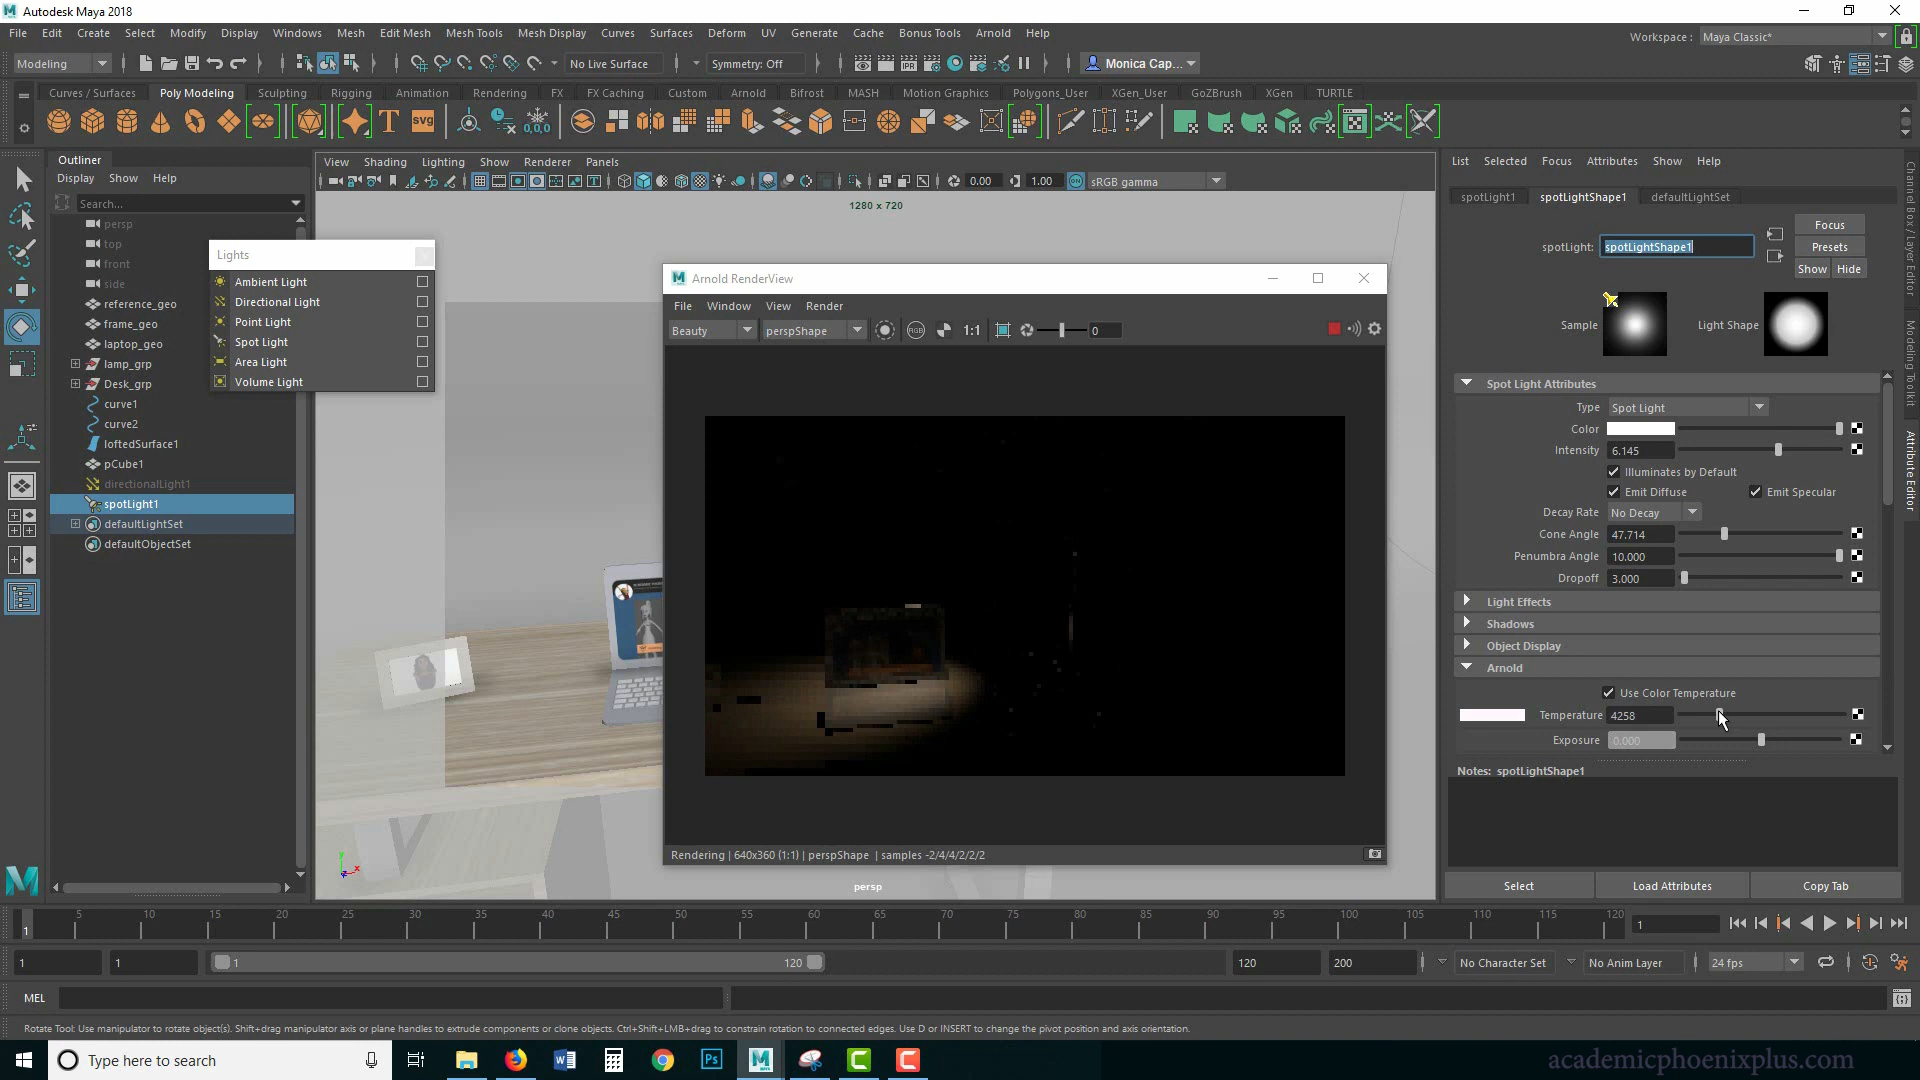 Autodesk Maya 2018
File Edit Create Select Modify Display Windows Mesh Edit Mesh Mesh Tools Mesh Display Curves Surfaces Deform UV Generate Cache Bonus Tools Arnold Help
Workspace : Maya Classic*
Modeling No Live Surface Symmetry: Off IPR Monica Cap...
Curves / Surfaces Poly Modeling Sculpting Rigging Animation Rendering FX FX Caching Custom Arnold Bifrost MASH Motion Graphics Polygons_User XGen_User GoZBrush XGen TURTLE
T svg 0,0,0
Outliner
Display Show Help
Search...
persp
top
front
side
reference_geo
frame_geo
laptop_geo
lamp_grp
Desk_grp
curve1
curve2
loftedSurface1
pCube1
directionalLight1
spotLight1
defaultLightSet
defaultObjectSet
Lights
Ambient Light
Directional Light
Point Light
Spot Light
Area Light
Volume Light
View Shading Lighting Show Renderer Panels
0.00 1.00 sRGB gamma
1280 x 720
Arnold RenderView
File Window View Render
Beauty perspShape 1:1 0
Rendering | 640x360 (1:1) | perspShape | samples -2/4/4/2/2/2
persp
List Selected Focus Attributes Show Help
spotLight1 spotLightShape1 defaultLightSet
Focus
spotLight: spotLightShape1 Presets
Show Hide
Sample Light Shape
Spot Light Attributes
Type Spot Light
Color
Intensity 6.145
Illuminates by Default
Emit Diffuse Emit Specular
Decay Rate No Decay
Cone Angle 47.714
Penumbra Angle 10.000
Dropoff 3.000
Light Effects
Shadows
Object Display
Arnold
Use Color Temperature
Temperature 4258
Exposure 0.000
Notes: spotLightShape1
Select Load Attributes Copy Tab
Channel Box / Layer Editor
Modeling Toolkit
Attribute Editor
5 10 15 20 25 30 35 40 45 50 55 60 65 70 75 80 85 90 95 100 105 110 115 120
1 1
1 1 1 120 120 200 No Character Set No Anim Layer 24 fps
MEL
Rotate Tool: Use manipulator to rotate object(s). Shift+drag manipulator axis or plane handles to extrude components or clone objects. Ctrl+Shift+LMB+drag to constrain rotation to connected edges. Use D or INSERT to change the pivot position and axis orientation.
Type here to search
academicphoenixplus.com